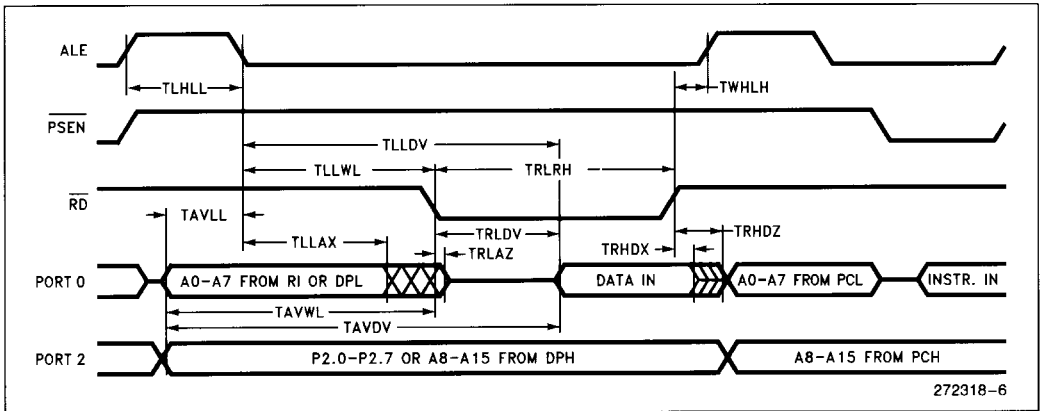 ALE
TLHLL
TWHLH
PSEN
TLLDV
TLLWL
TRLRH
RD
TAVLL
TRLDV
TRHDZ
TLLAX
TRLAZ
TRHDX
PORT 0
A0-A7 FROM RI OR DPL
DATA IN
A0-A7 FROM PCL
INSTR. IN
TAVWL
TAVDV
PORT 2
P2.0-P2.7 OR A8-A15 FROM DPH
A8-A15 FROM PCH
272318-6